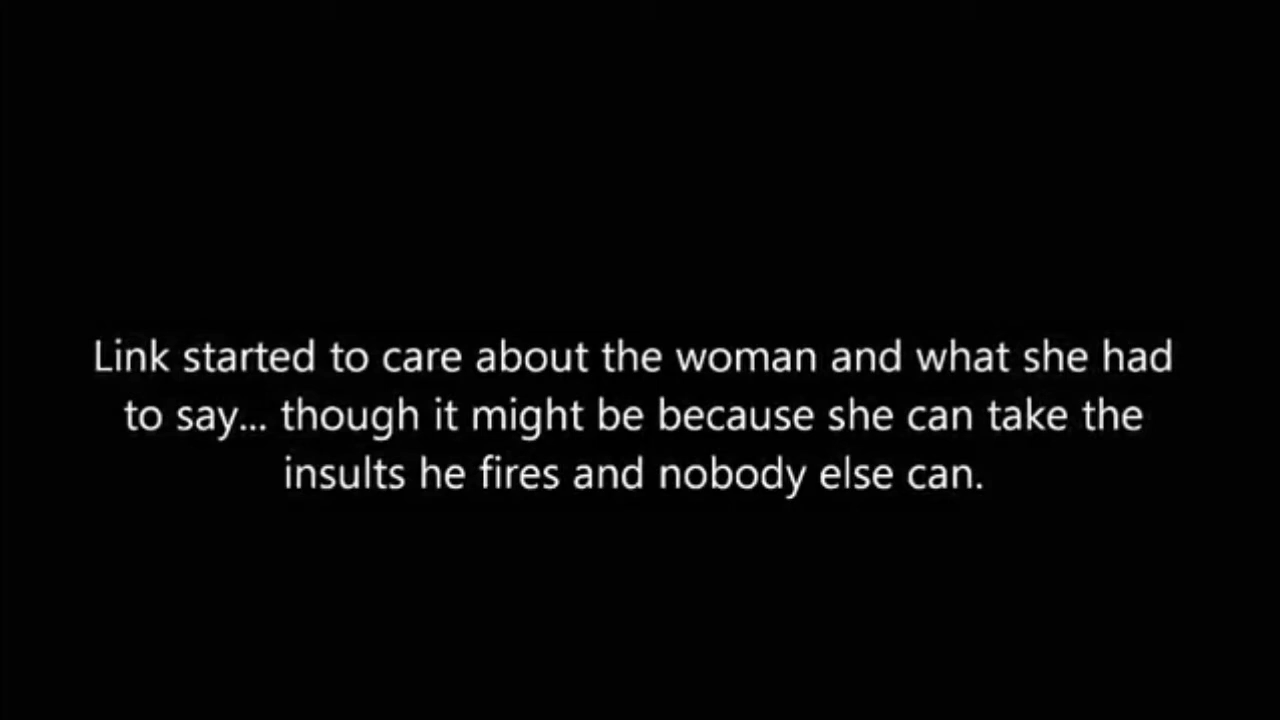 Link started to care about the woman and what she had
to say... though it might be because she can take the
insults he fires and nobody else can.